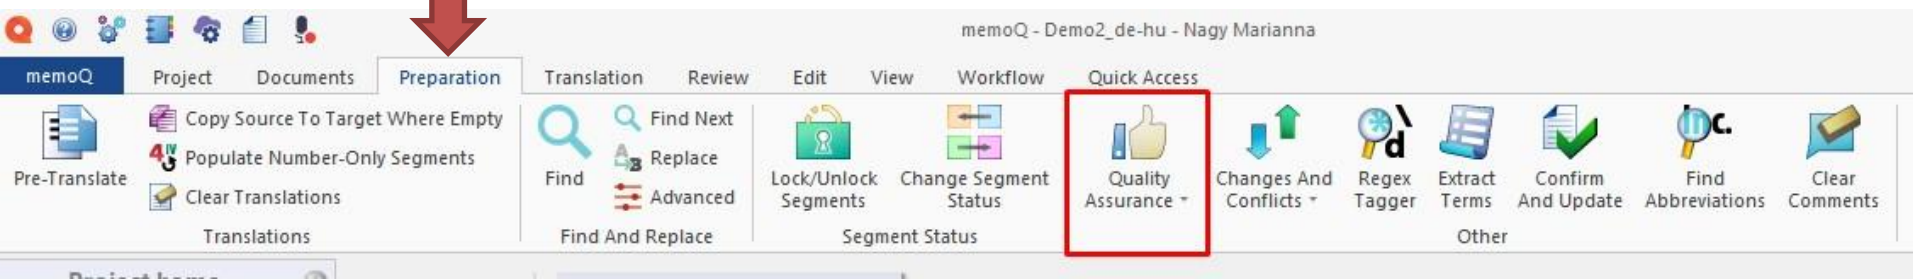 memoQ - Demo2_de-hu - Nagy Marianna
memoQ Project Documents Preparation Translation Review Edit View Workflow Quick Access
Pre-Translate
Copy Source To Target Where Empty
Populate Number-Only Segments
Clear Translations
Translations
Find
Find Next
Replace
Advanced
Find And Replace
Lock/Unlock
Segments
Change Segment
Status
Segment Status
Quality
Assurance
Changes And
Conflicts
Regex
Tagger
Extract
Terms
Confirm
And Update
Find
Abbreviations
Clear
Comments
Other
Project home